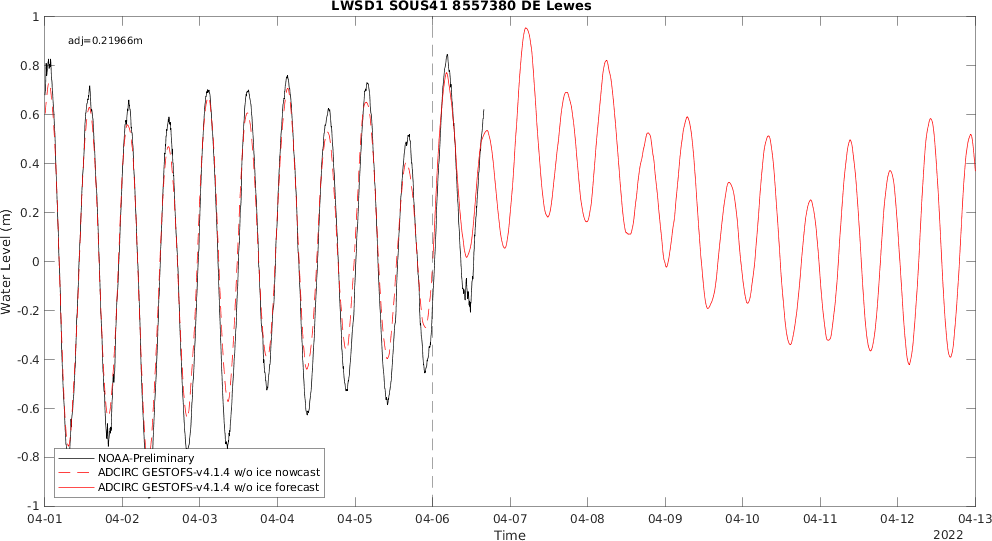 LWSD1 SOUS41 8557380 DE Lewes
adj=0.21966m
Water Level (m)
1
0.8
0.6
0.4
0.2
0
-0.2
-0.4
-0.6
-0.8
-1
NOAA-Preliminary
ADCIRC GESTOFS-v4.1.4 w/o ice nowcast
ADCIRC GESTOFS-v4.1.4 w/o ice forecast
04-01 04-02 04-03 04-04 04-05 04-06 04-07 04-08 04-09 04-10 04-11 04-12 04-13
Time
2022